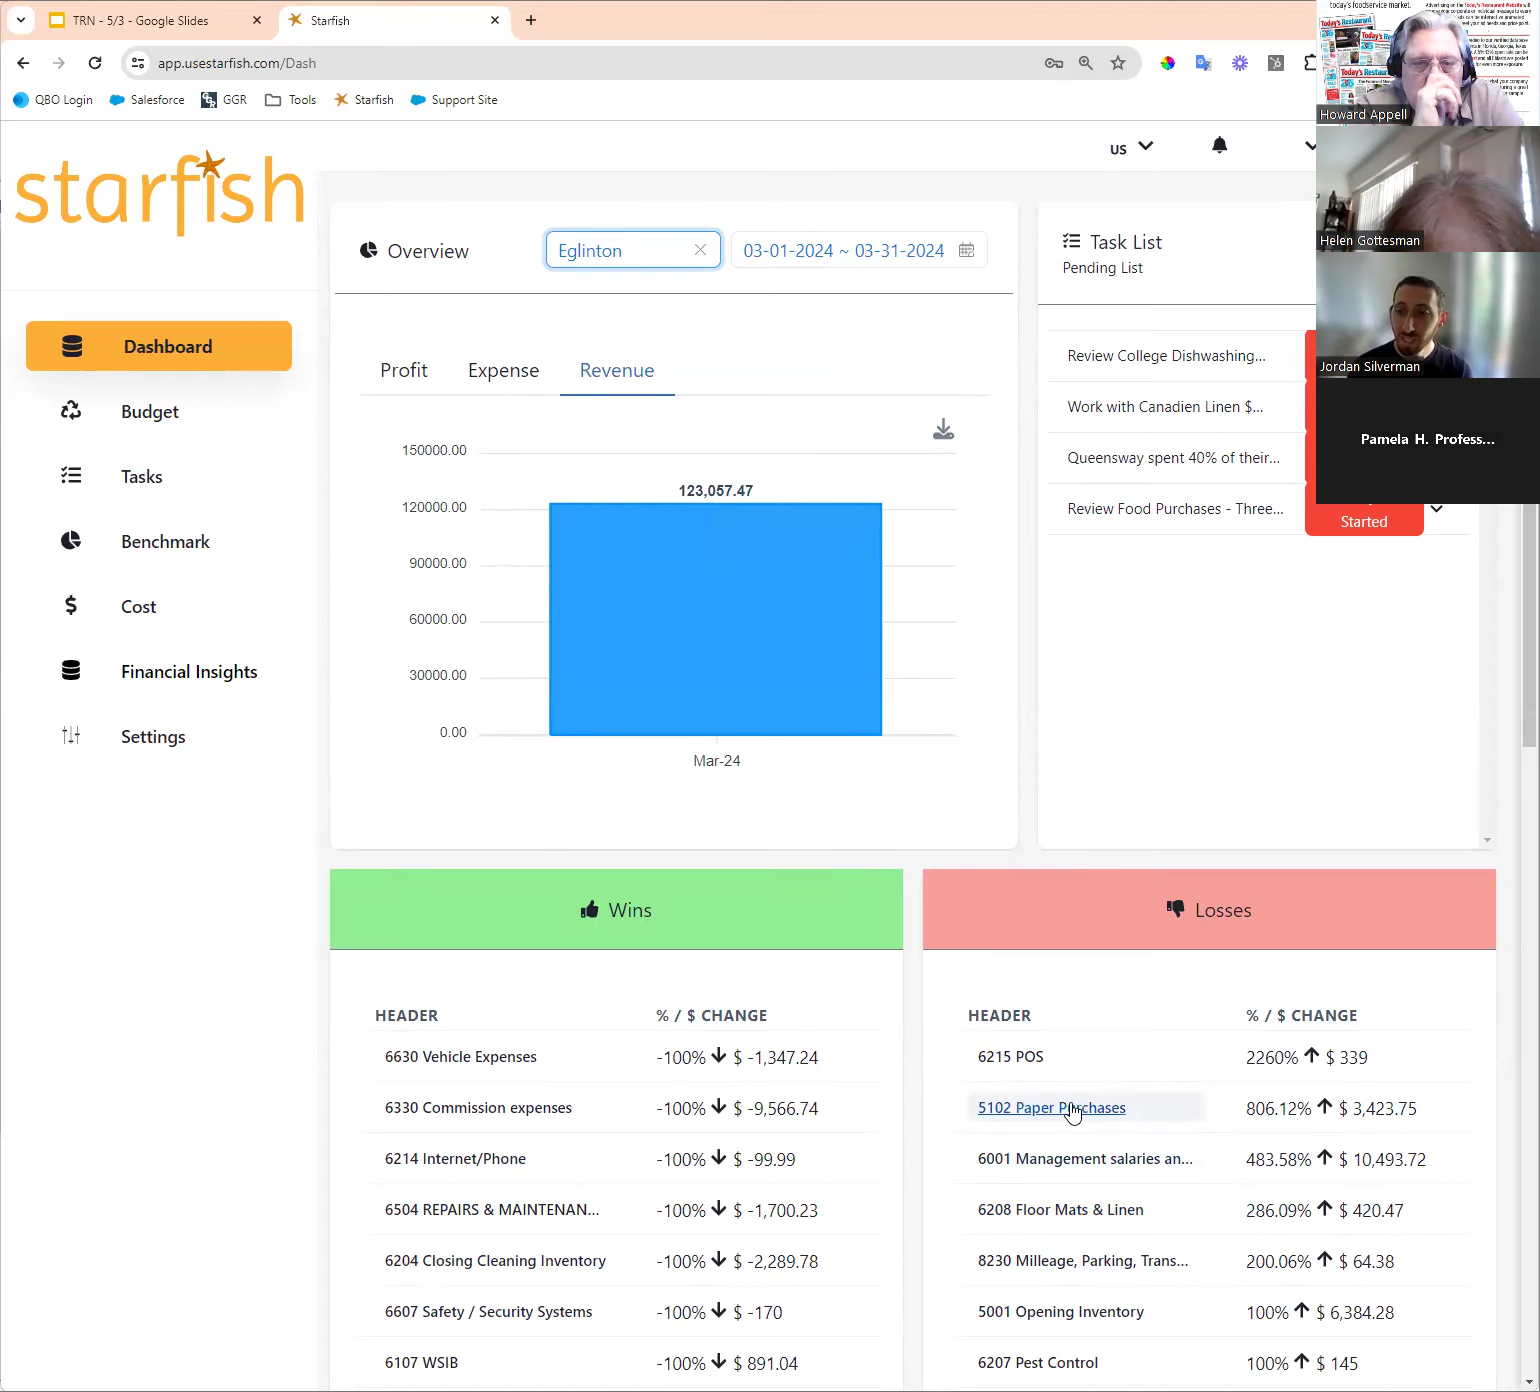 TRN - 5/3 - Google Slides
Starfish
app.usestarfish.com/Dash
QBO Login
Salesforce
GGR
Tools
Starfish
Support Site
today's foodservice market.
Howard Appell
Helen Gottesman
Jordan Silverman
Pamela H. Profess...
starfish
US
Dashboard
Budget
Tasks
Benchmark
Cost
Financial Insights
Settings
Overview
Eglinton
03-01-2024 ~ 03-31-2024
Profit
Expense
Revenue
150000.00
120000.00
90000.00
60000.00
30000.00
0.00
123,057.47
Mar-24
Task List
Pending List
Review College Dishwashing...
Work with Canadien Linen $...
Queensway spent 40% of their...
Review Food Purchases - Three...
Started
Wins
HEADER % / $ CHANGE
6630 Vehicle Expenses -100% $ -1,347.24
6330 Commission expenses -100% $ -9,566.74
6214 Internet/Phone -100% $ -99.99
6504 REPAIRS & MAINTENAN... -100% $ -1,700.23
6204 Closing Cleaning Inventory -100% $ -2,289.78
6607 Safety / Security Systems -100% $ -170
6107 WSIB -100% $ 891.04
Losses
HEADER % / $ CHANGE
6215 POS 2260% $ 339
5102 Paper Purchases 806.12% $ 3,423.75
6001 Management salaries an... 483.58% $ 10,493.72
6208 Floor Mats & Linen 286.09% $ 420.47
8230 Milleage, Parking, Trans... 200.06% $ 64.38
5001 Opening Inventory 100% $ 6,384.28
6207 Pest Control 100% $ 145